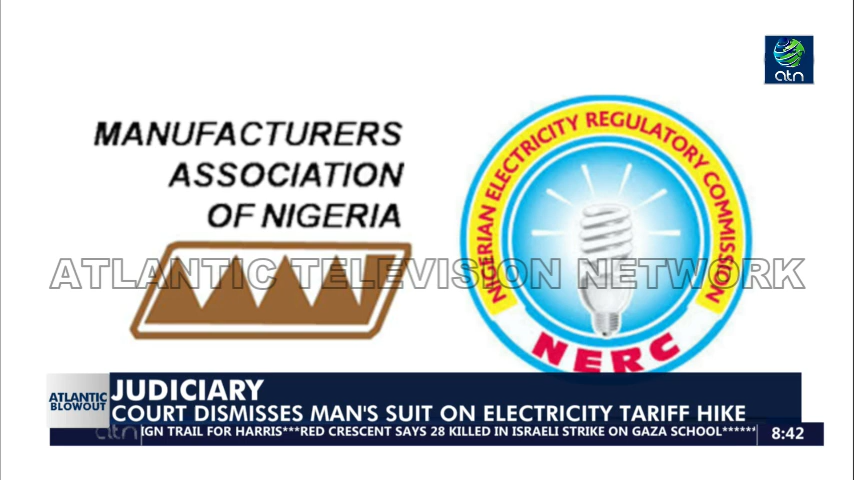 atn
MANUFACTURERS
ASSOCIATION
OF NIGERIA
MAN
NIGERIAN ELECTRICITY REGULATORY COMMISSION
NERC
ATLANTIC TELEVISION NETWORK
ATLANTIC
BLOWOUT
JUDICIARY
COURT DISMISSES MAN'S SUIT ON ELECTRICITY TARIFF HIKE
atn
IGN TRAIL FOR HARRIS***RED CRESCENT SAYS 28 KILLED IN ISRAELI STRIKE ON GAZA SCHOOL******
8:42